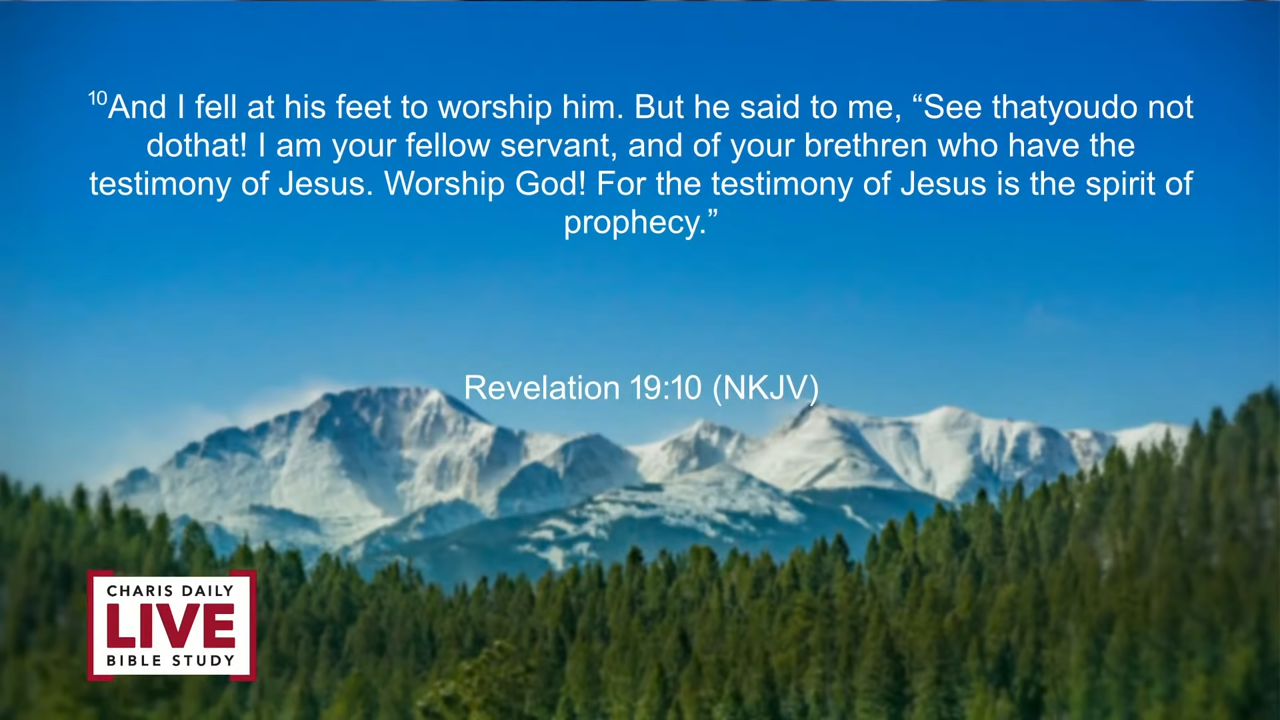 10And I fell at his feet to worship him. But he said to me, “See thatyoudo not
dothat! I am your fellow servant, and of your brethren who have the
testimony of Jesus. Worship God! For the testimony of Jesus is the spirit of
prophecy.”
Revelation 19:10 (NKJV)
CHARIS DAILY
LIVE
BIBLE STUDY